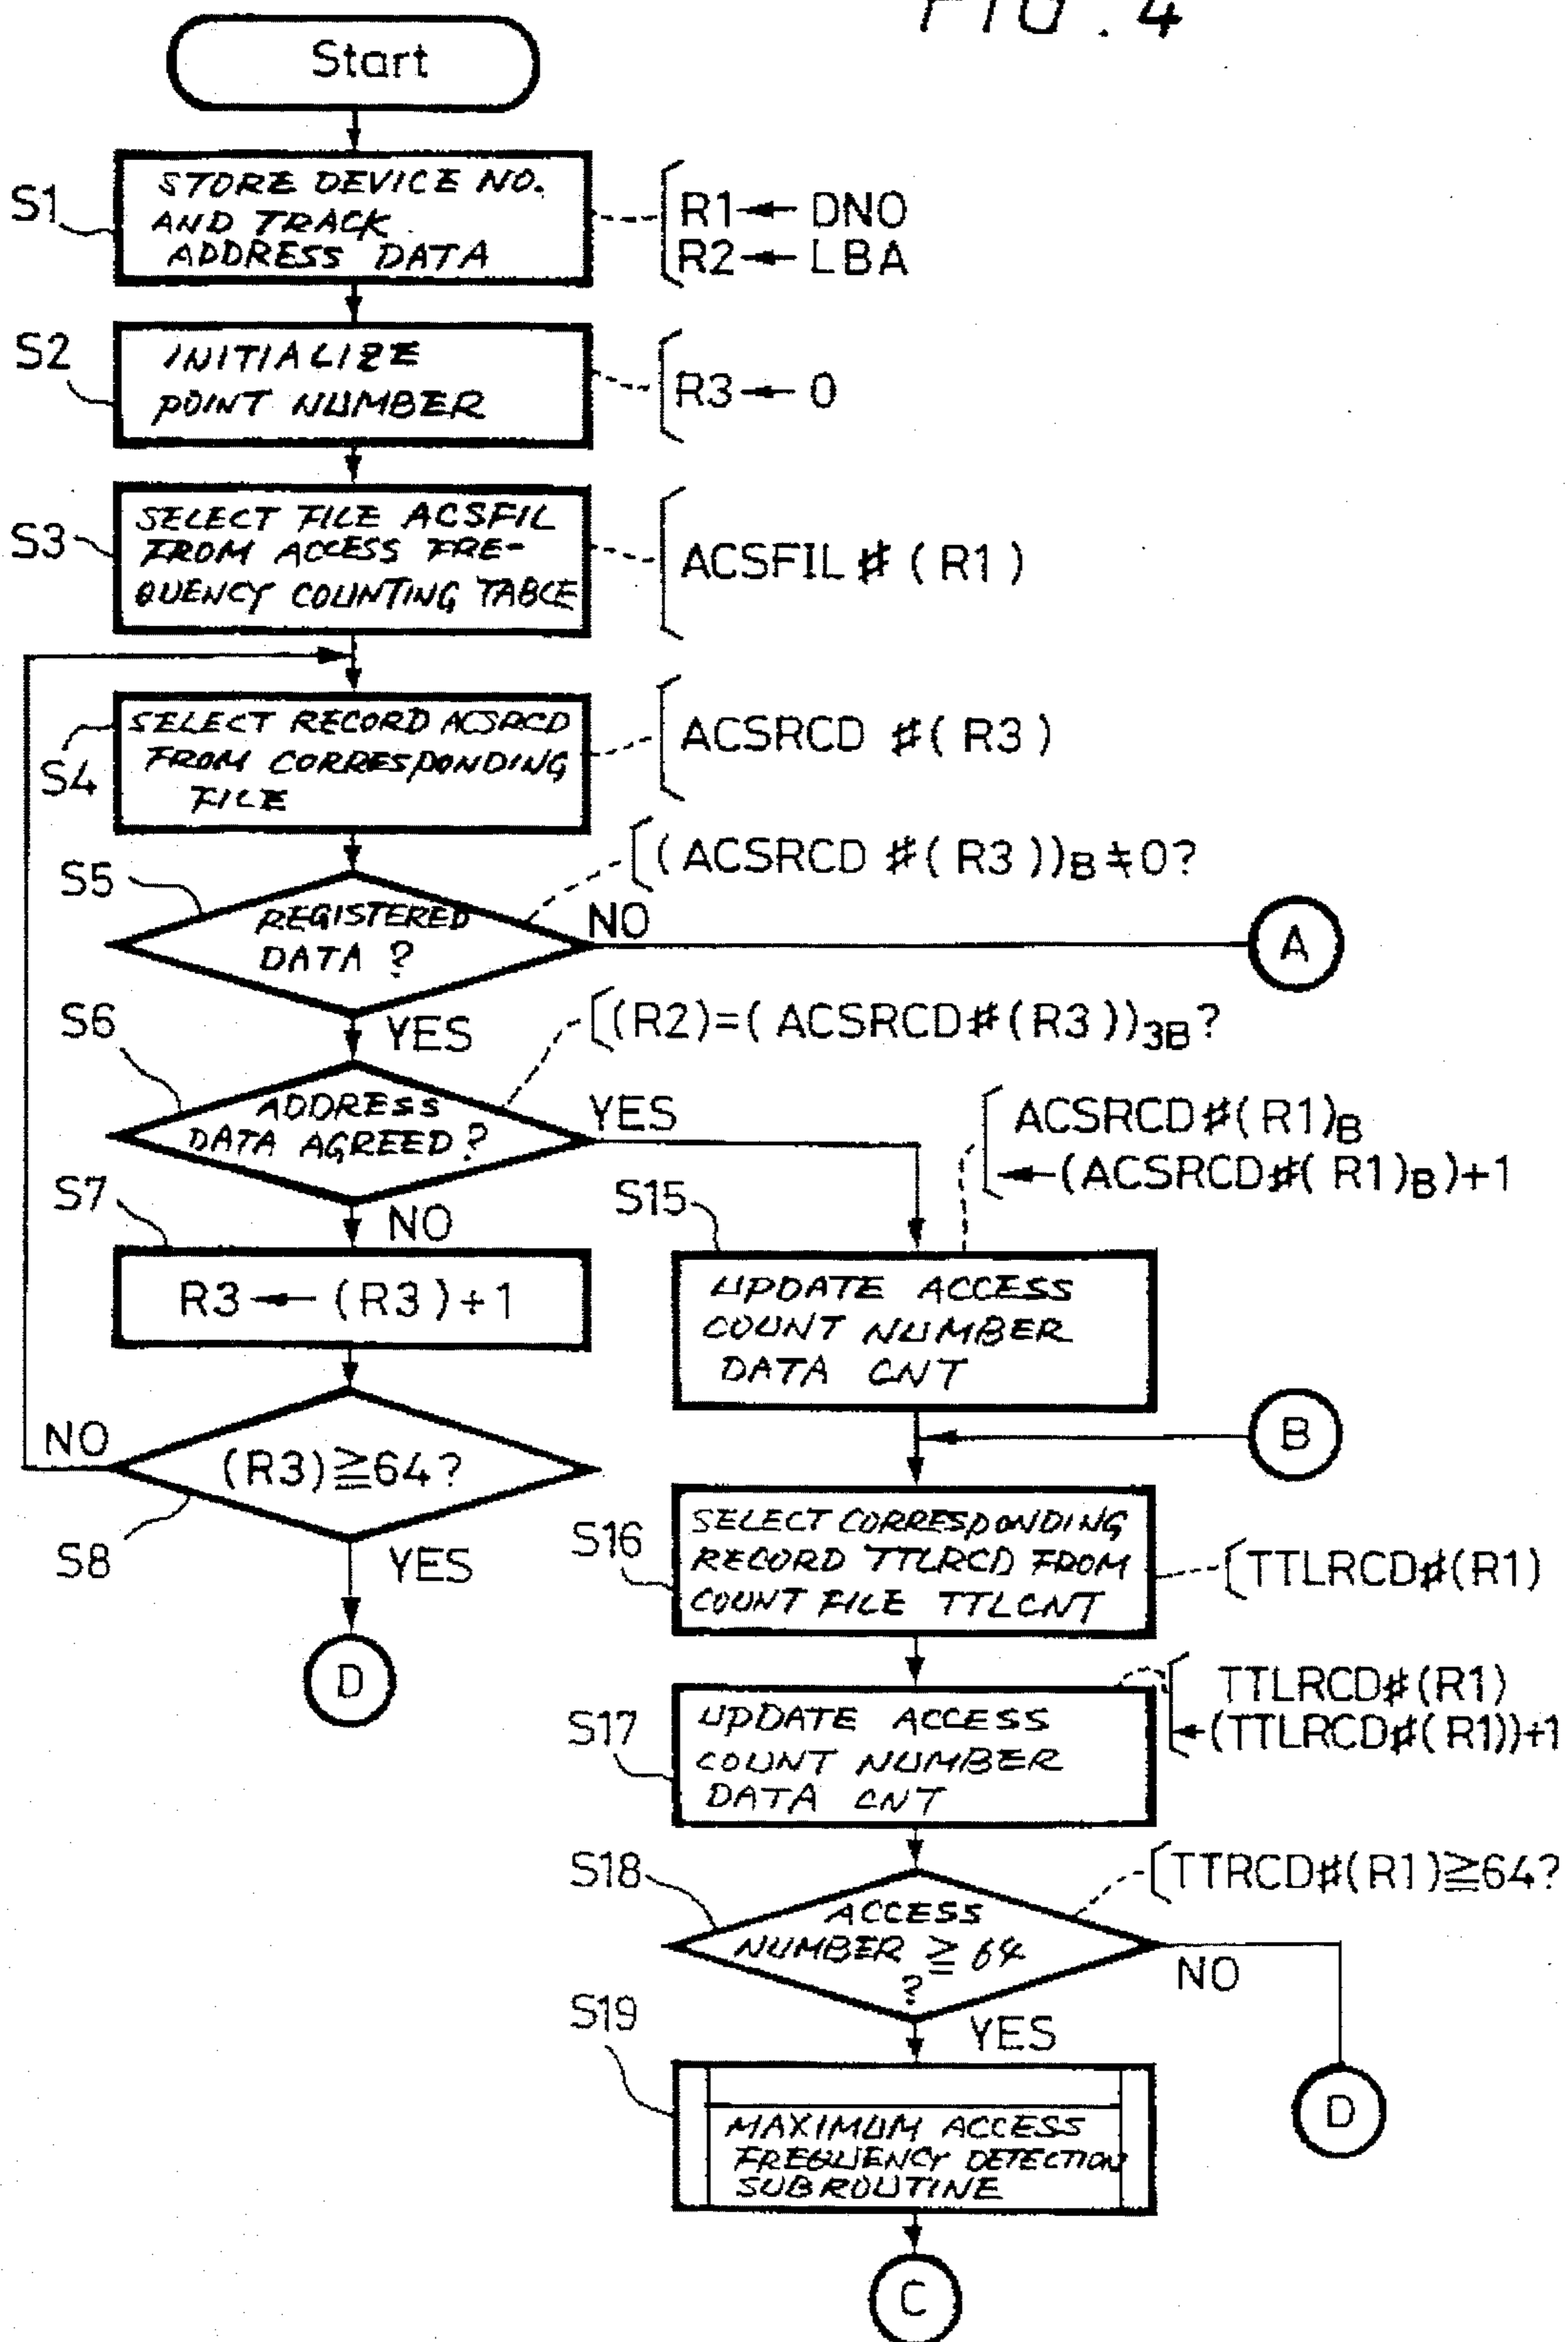 FIG. 4
Start
S1
STORE DEVICE NO.
AND TRACK
ADDRESS DATA
R1 ← DNO
R2 ← LBA
S2
INITIALIZE
POINT NUMBER
R3 ← 0
S3
SELECT FILE ACSFIL
FROM ACCESS FRE-
QUENCY COUNTING TABLE
ACSFIL # (R1)
S4
SELECT RECORD ACSRCD
FROM CORRESPONDING
FILE
ACSRCD #(R3)
S5
REGISTERED
DATA ?
(ACSRCD #(R3))B ≠ 0?
NO
A
YES
S6
ADDRESS
DATA AGREED?
(R2)=(ACSRCD#(R3))3B?
YES
NO
S7
R3 ← (R3)+1
S8
(R3)≧64?
NO
YES
D
S15
UPDATE ACCESS
COUNT NUMBER
DATA CNT
ACSRCD#(R1)B
←(ACSRCD#(R1)B)+1
B
S16
SELECT CORRESPONDING
RECORD TTLRCD FROM
COUNT FILE TTLCNT
TTLRCD#(R1)
S17
UPDATE ACCESS
COUNT NUMBER
DATA CNT
TTLRCD#(R1)
←(TTLRCD#(R1))+1
S18
ACCESS
NUMBER ≧ 64
?
TTRCD#(R1)≧64?
NO
D
YES
S19
MAXIMUM ACCESS
FREQUENCY DETECTION
SUBROUTINE
C